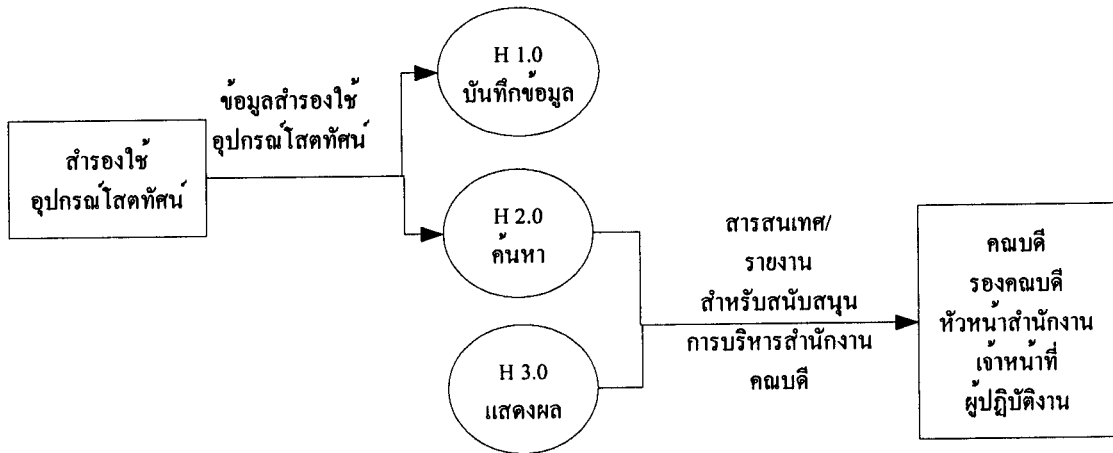 สำรองใช้
อุปกรณ์โสตทัศน์
ข้อมูลสำรองใช้
อุปกรณ์โสตทัศน์
H 1.0
บันทึกข้อมูล
H 2.0
ค้นหา
H 3.0
แสดงผล
สารสนเทศ/
รายงาน
สำหรับสนับสนุน
การบริหารสำนักงาน
คณบดี
คณบดี
รองคณบดี
หัวหน้าสำนักงาน
เจ้าหน้าที่
ผู้ปฏิบัติงาน